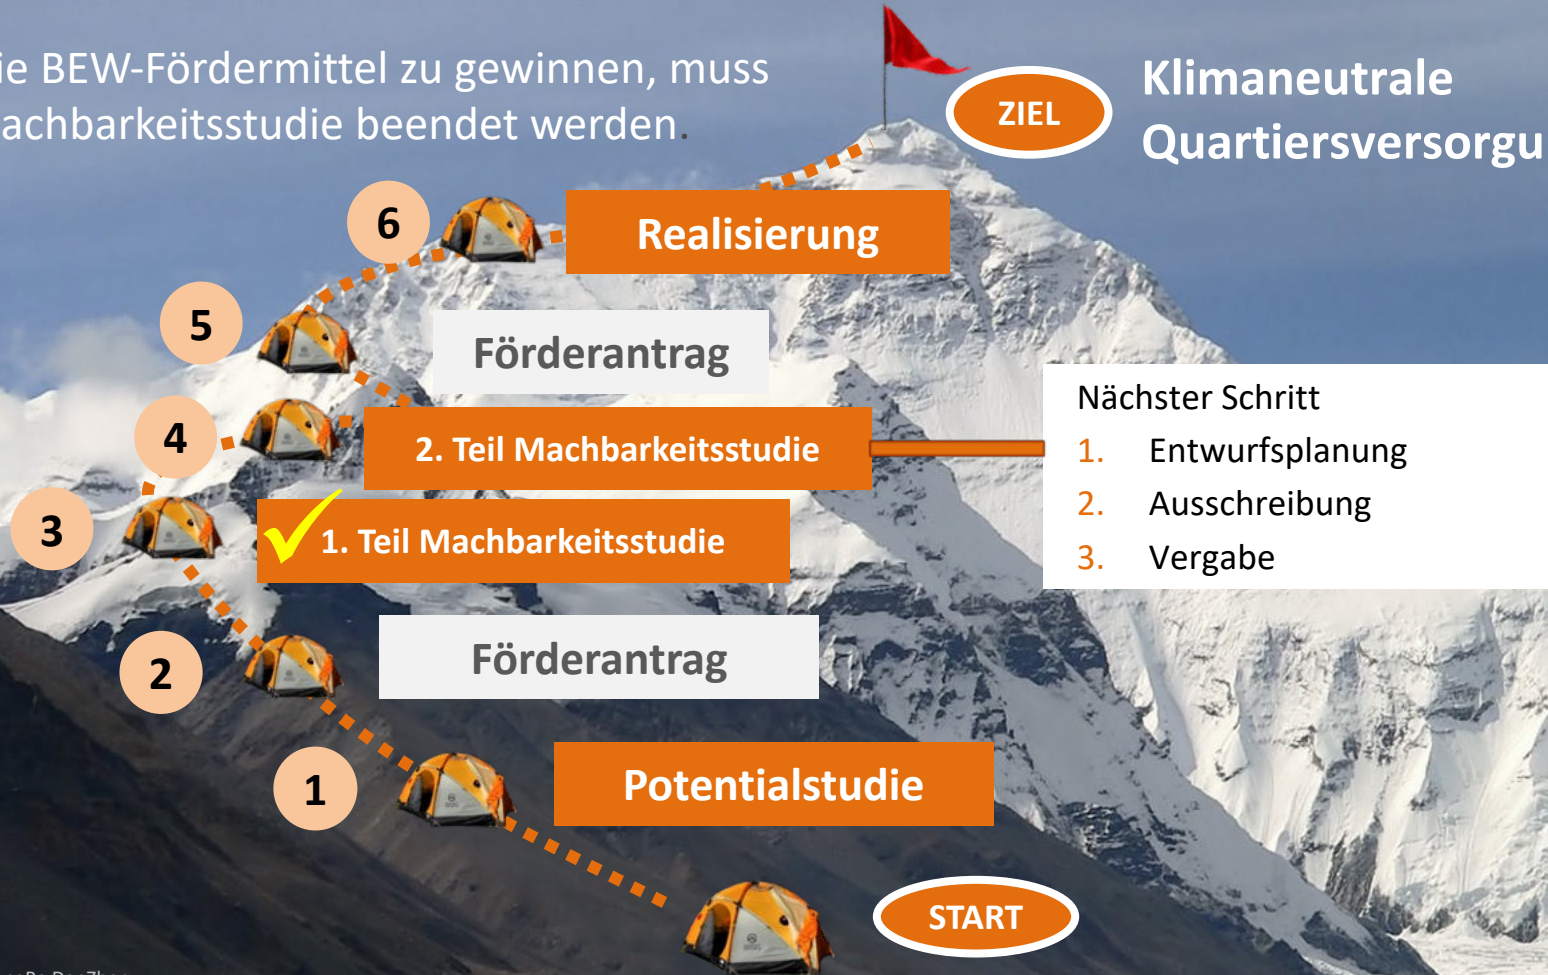 ie BEW-Fördermittel zu gewinnen, muss
achbarkeitsstudie beendet werden.
ZIEL
Klimaneutrale
Quartiersversorgu
6
Realisierung
5
Förderantrag
4
2. Teil Machbarkeitsstudie
Nächster Schritt
1. Entwurfsplanung
2. Ausschreibung
3. Vergabe
3
1. Teil Machbarkeitsstudie
2
Förderantrag
1
Potentialstudie
START